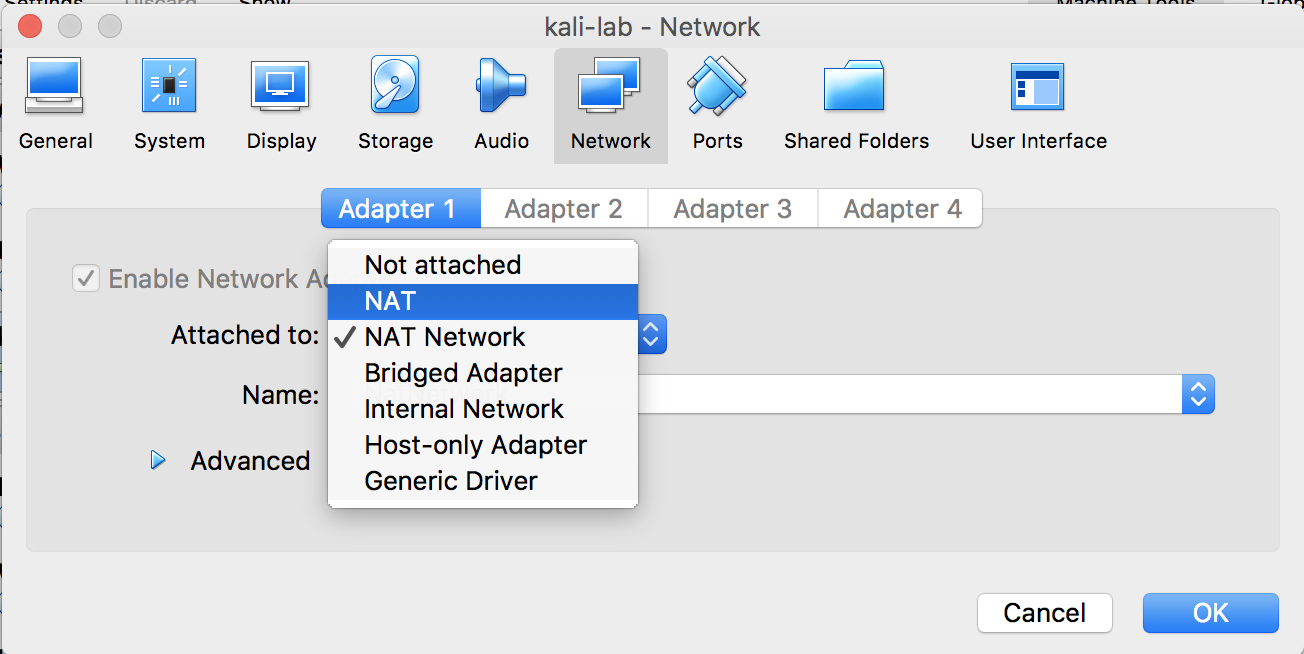 kali-lab - Network
General System Display Storage Audio Network Ports Shared Folders User Interface
Adapter 1 Adapter 2 Adapter 3 Adapter 4
Not attached
Enable Network
NAT
Attached to:
NAT Network
Bridged Adapter
Name:
Internal Network
Host-only Adapter
Advanced
Generic Driver
Cancel OK